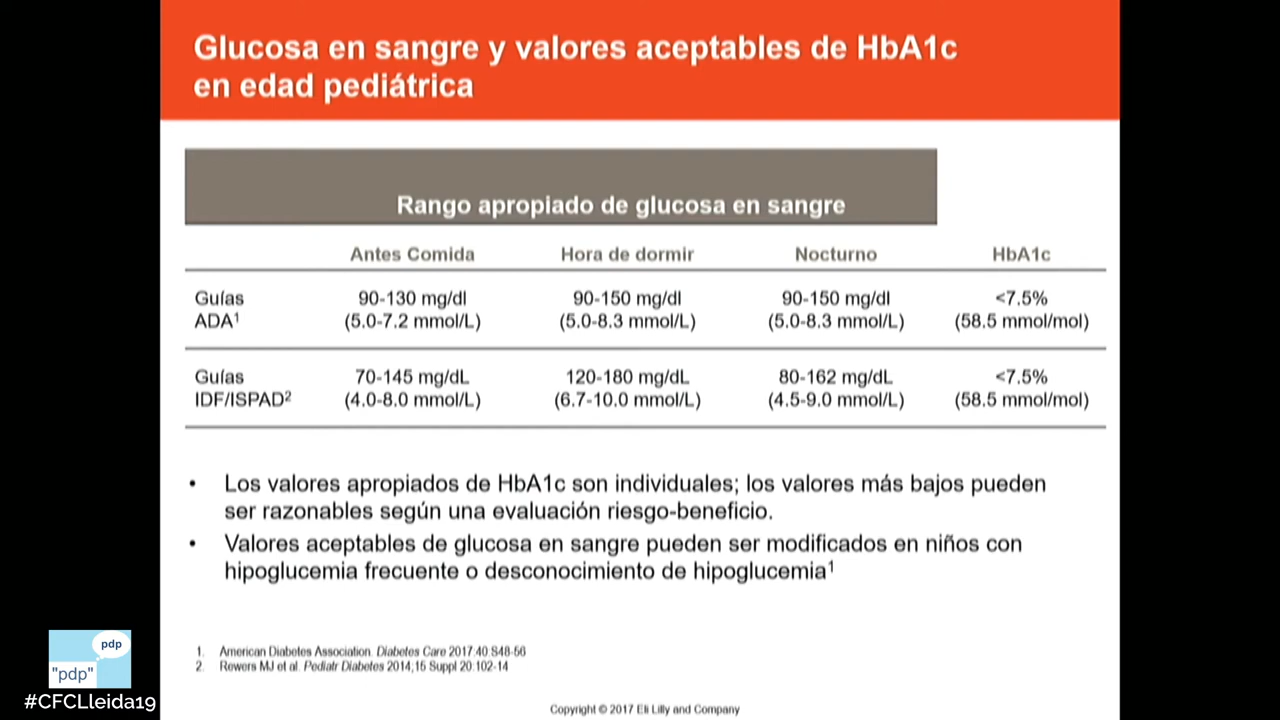 Glucosa en sangre y valores aceptables de HbA1c
en edad pediátrica
Rango apropiado de glucosa en sangre
Antes Comida Hora de dormir Nocturno HbA1c
Guías 90-130 mg/dl 90-150 mg/dl 90-150 mg/dl <7.5%
ADA¹ (5.0-7.2 mmol/L) (5.0-8.3 mmol/L) (5.0-8.3 mmol/L) (58.5 mmol/mol)
Guías 70-145 mg/dL 120-180 mg/dL 80-162 mg/dL <7.5%
IDF/ISPAD² (4.0-8.0 mmol/L) (6.7-10.0 mmol/L) (4.5-9.0 mmol/L) (58.5 mmol/mol)
• Los valores apropiados de HbA1c son individuales; los valores más bajos pueden
ser razonables según una evaluación riesgo-beneficio.
• Valores aceptables de glucosa en sangre pueden ser modificados en niños con
hipoglucemia frecuente o desconocimiento de hipoglucemia¹
1. American Diabetes Association. Diabetes Care 2017:40 S48-56
2. Rewers MJ et al. Pediatr Diabetes 2014;15 Suppl 20:102-14
Copyright © 2017 Eli Lilly and Company
pdp
"pdp"
#CFCLleida19